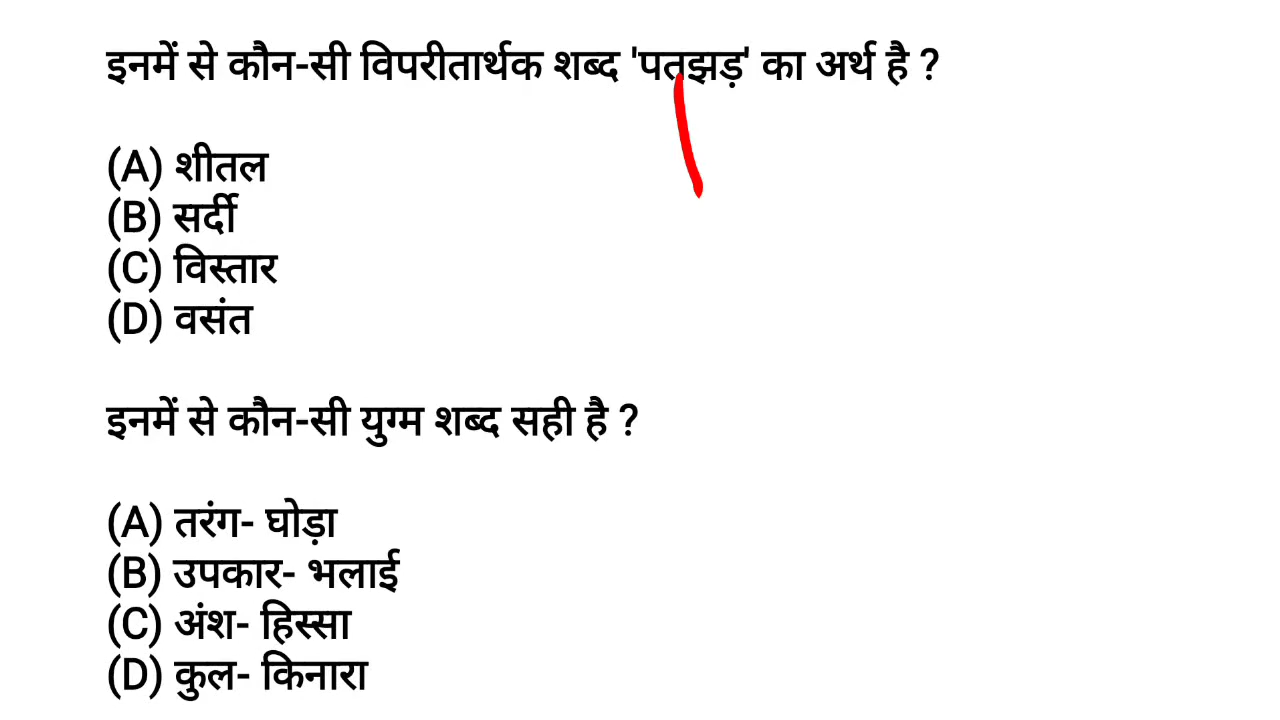 इनमें से कौन-सी विपरीतार्थक शब्द 'पतझड़' का अर्थ है ?
(A) शीतल
(B) सर्दी
(C) विस्तार
(D) वसंत
इनमें से कौन-सी युग्म शब्द सही है ?
(A) तरंग- घोड़ा
(B) उपकार- भलाई
(C) अंश- हिस्सा
(D) कुल- किनारा